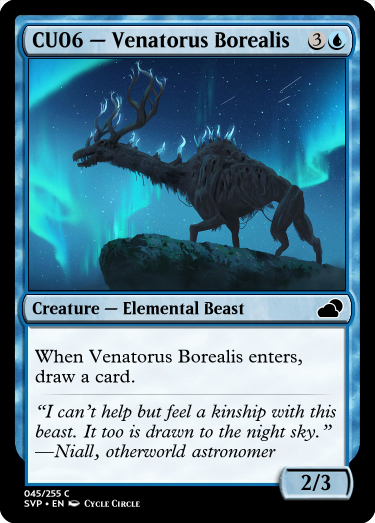 CU06 — Venatorus Borealis 3
Creature — Elemental Beast
When Venatorus Borealis enters,
draw a card.
“I can’t help but feel a kinship with this
beast. It too is drawn to the night sky.”
—Niall, otherworld astronomer
2/3
045/255 C
SVP • EN Cycle Circle